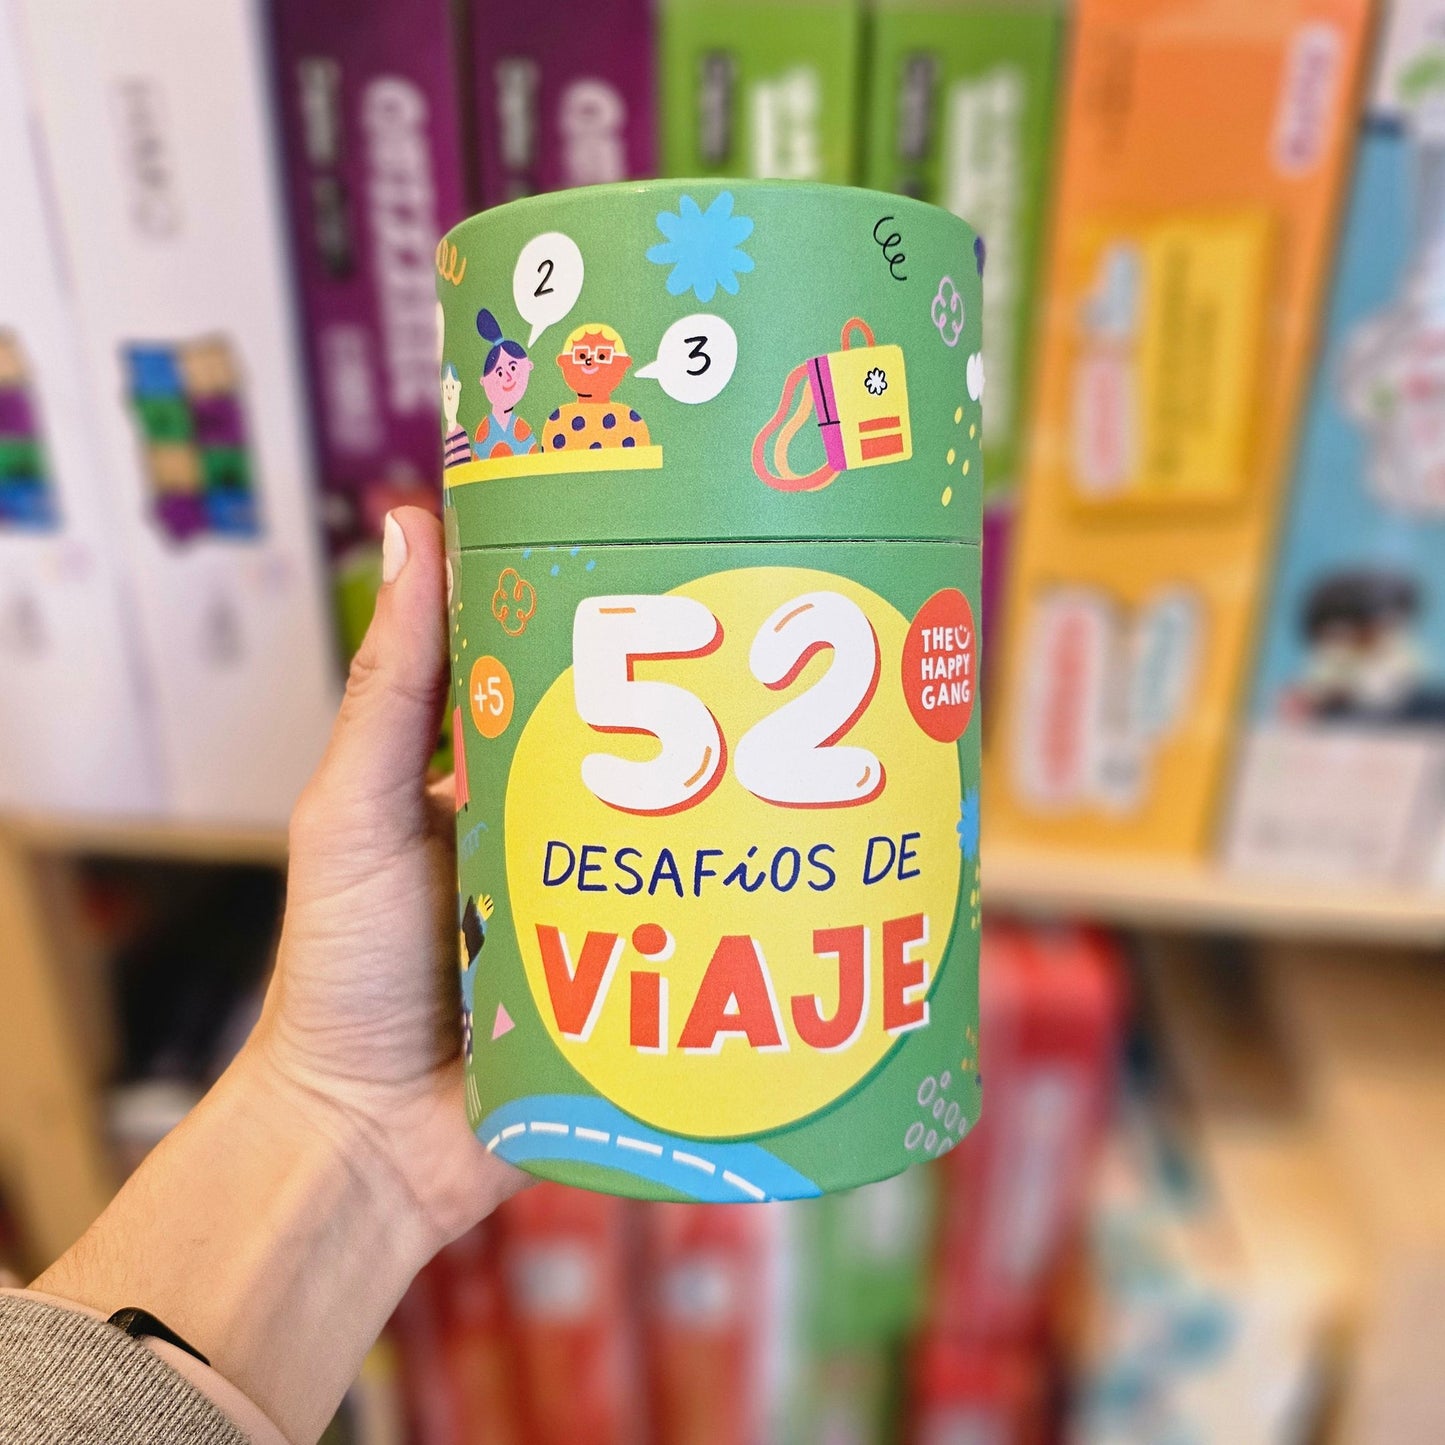 2
3
52
+5
THE
HAPPY
GANG
DESAFíOS DE
ViAJE